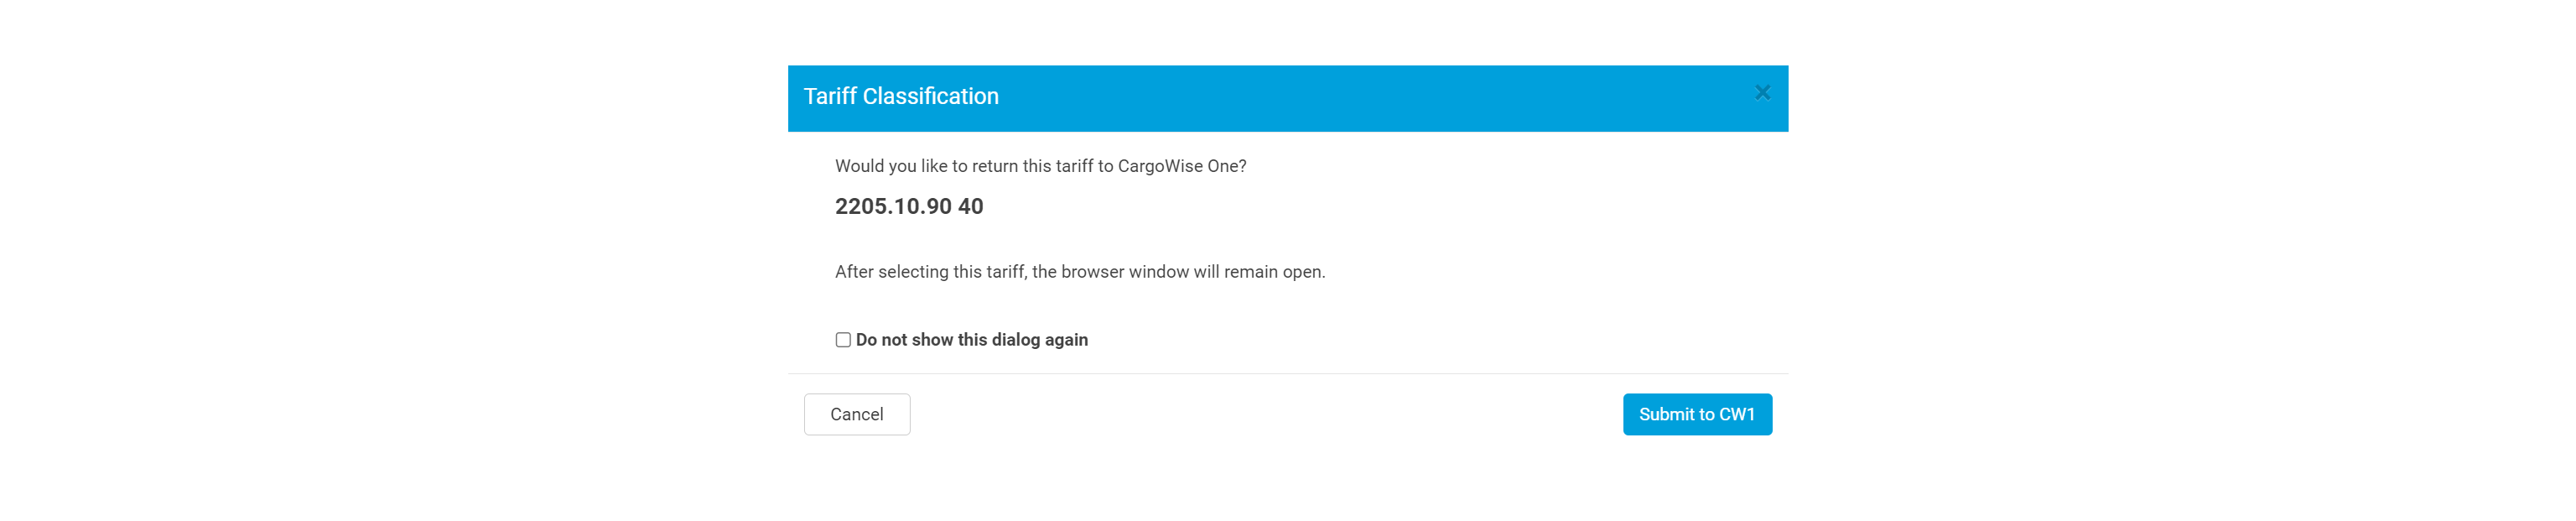 Tariff Classification
Would you like to return this tariff to CargoWise One?
2205.10.90 40
After selecting this tariff, the browser window will remain open.
Do not show this dialog again
Cancel
Submit to CW1